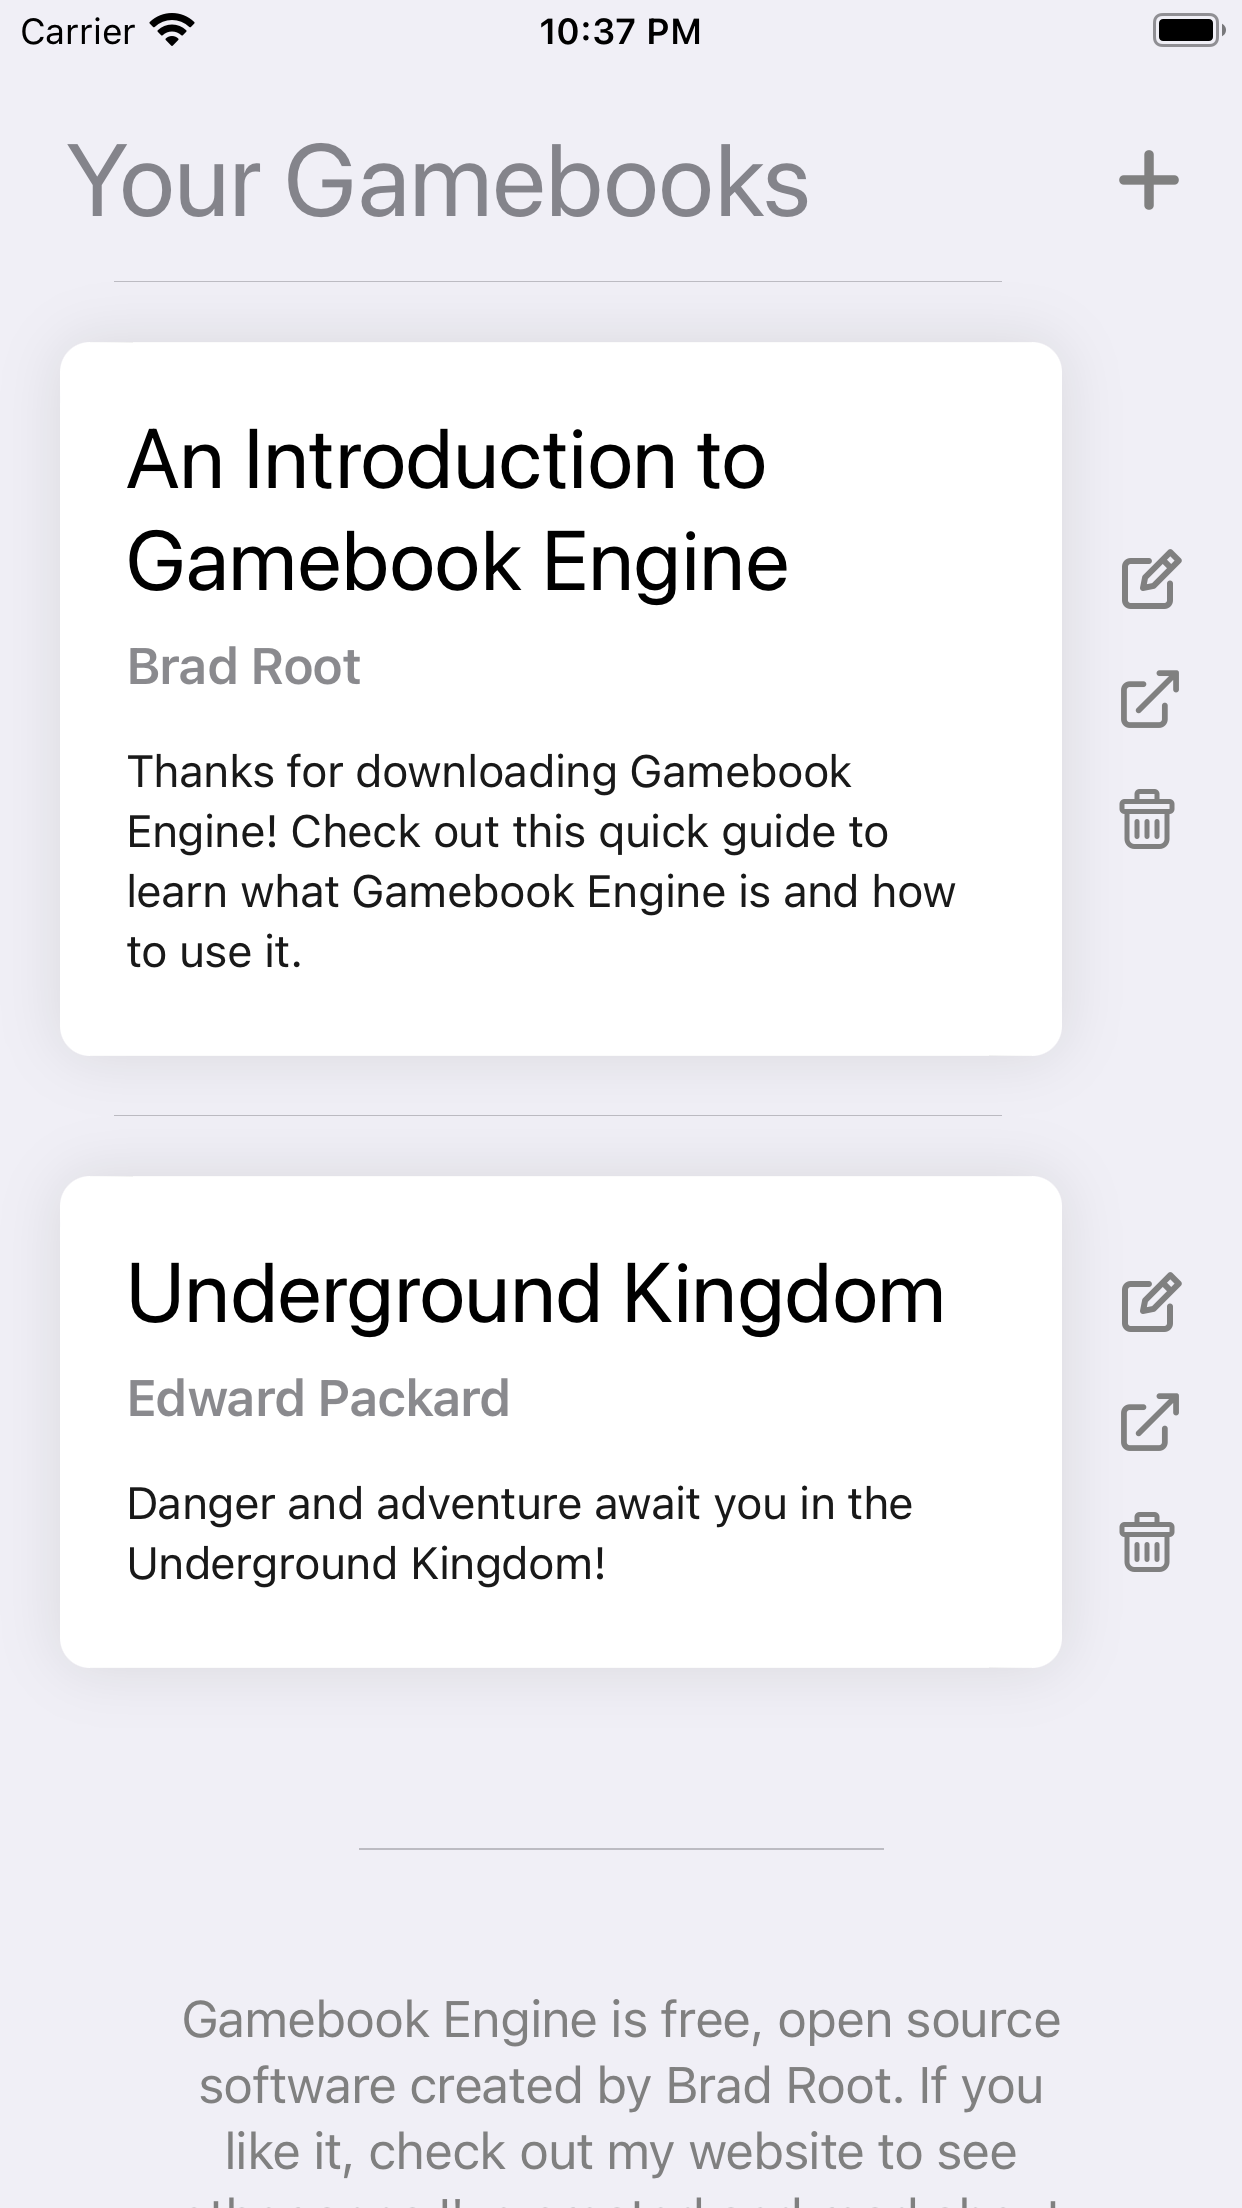 Carrier
10:37 PM
Your Gamebooks
An Introduction to
Gamebook Engine
Brad Root
Thanks for downloading Gamebook
Engine! Check out this quick guide to
learn what Gamebook Engine is and how
to use it.
Underground Kingdom
Edward Packard
Danger and adventure await you in the
Underground Kingdom!
Gamebook Engine is free, open source
software created by Brad Root. If you
like it, check out my website to see